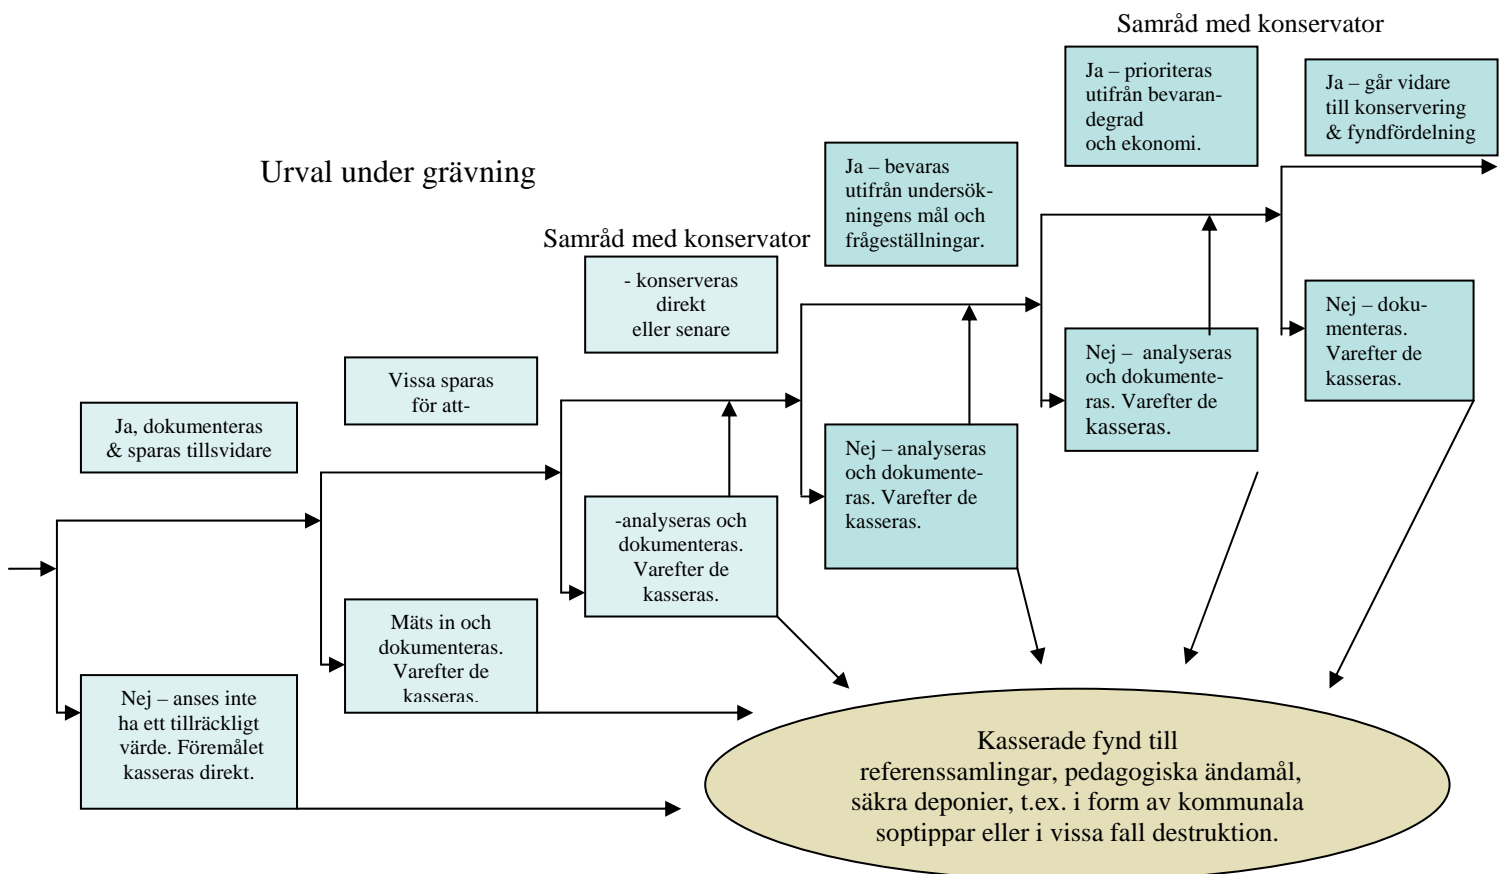 Samråd med konservator
Ja – prioriteras
utifrån bevaran-
degrad
och ekonomi.
Ja – går vidare
till konservering
& fyndfördelning
Urval under grävning
Ja – bevaras
utifrån undersök-
ningens mål och
frågeställningar.
Samråd med konservator
- konserveras
direkt
eller senare
Nej – doku-
menteras.
Varefter de
kasseras.
Nej – analyseras
och dokumente-
ras. Varefter de
kasseras.
Vissa sparas
för att-
Ja, dokumenteras
& sparas tillsvidare
Nej – analyseras
och dokumente-
ras. Varefter de
kasseras.
-analyseras och
dokumenteras.
Varefter de
kasseras.
Mäts in och
dokumenteras.
Varefter de
kasseras.
Nej – anses inte
ha ett tillräckligt
värde. Föremålet
kasseras direkt.
Kasserade fynd till
referenssamlingar, pedagogiska ändamål,
säkra deponier, t.ex. i form av kommunala
soptippar eller i vissa fall destruktion.